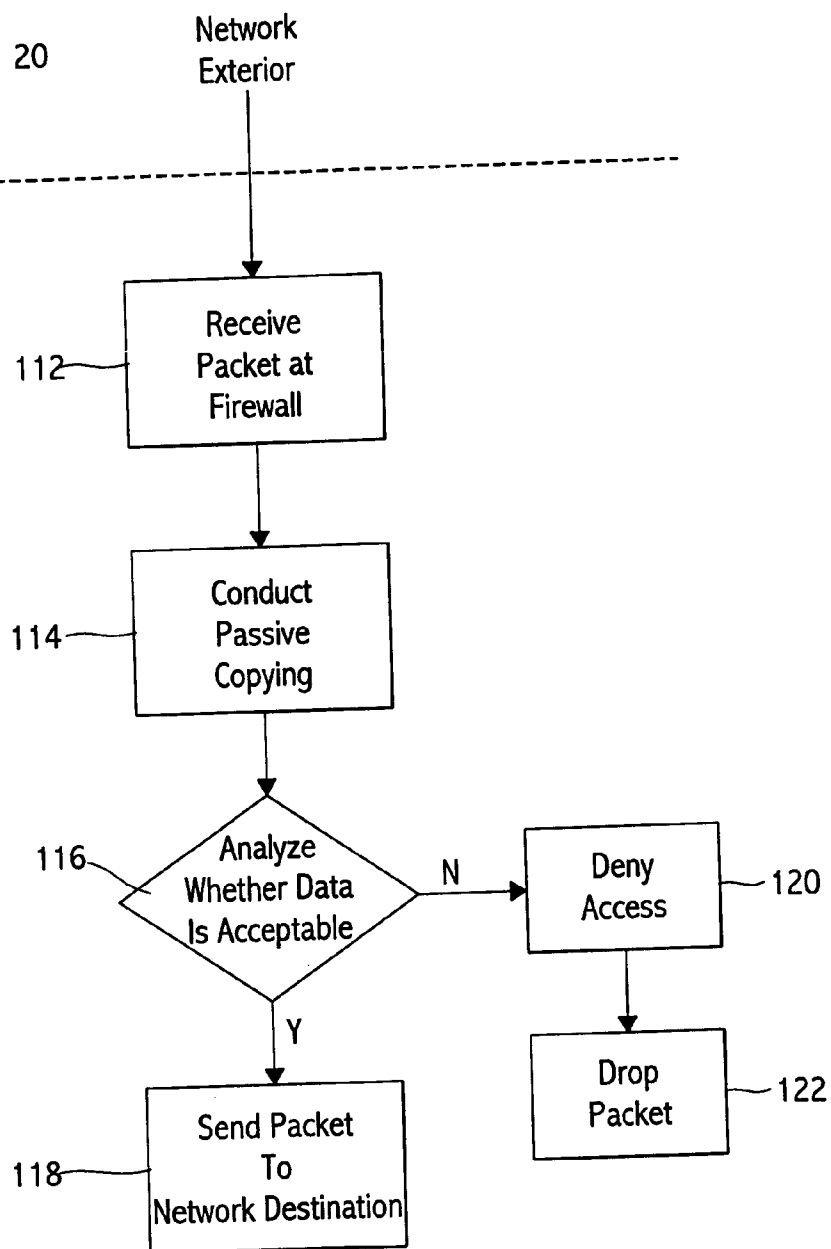 20
Network
Exterior
112
Receive
Packet at
Firewall
114
Conduct
Passive
Copying
116
Analyze
Whether Data
Is Acceptable
N
Deny
Access
120
Y
Drop
Packet
122
118
Send Packet
To
Network Destination